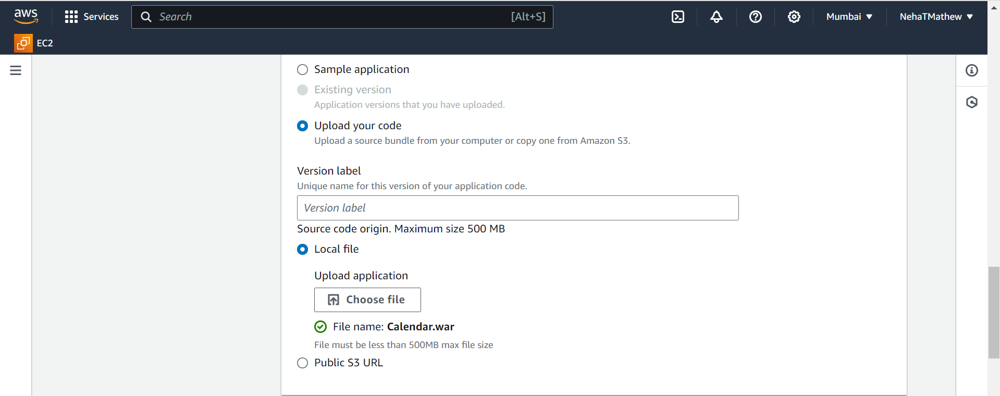 aws Services Search [Alt+S] Mumbai NehaTMathew
EC2
Sample application
Existing version
Application versions that you have uploaded.
Upload your code
Upload a source bundle from your computer or copy one from Amazon S3.
Version label
Unique name for this version of your application code.
Version label
Source code origin. Maximum size 500 MB
Local file
Upload application
Choose file
File name: Calendar.war
File must be less than 500MB max file size
Public S3 URL